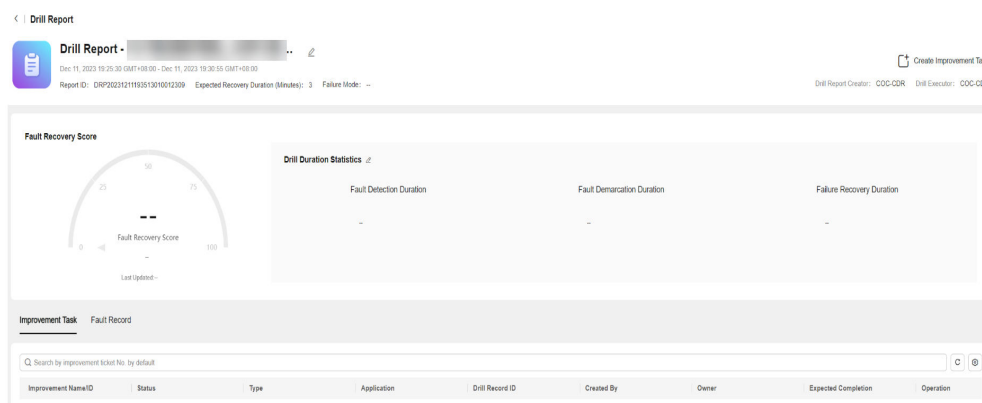 Drill Report
Drill Report - ..
Dec 11, 2023 19:25:30 GMT+08:00 - Dec 11, 2023 19:30:55 GMT+08:00
Report ID: DRP20231211193513010012309 Expected Recovery Duration (Minutes): 3 Failure Mode: --
Create Improvement Ta
Drill Report Creator: COC-CDR Drill Executor: COC-CD
Fault Recovery Score
0 25 50 75 100
--
Fault Recovery Score
--
Last Updated --
Drill Duration Statistics
Fault Detection Duration Fault Demarcation Duration Failure Recovery Duration
-- -- --
Improvement Task Fault Record
Search by improvement ticket No. by default
Improvement Name/ID Status Type Application Drill Record ID Created By Owner Expected Completion Operation